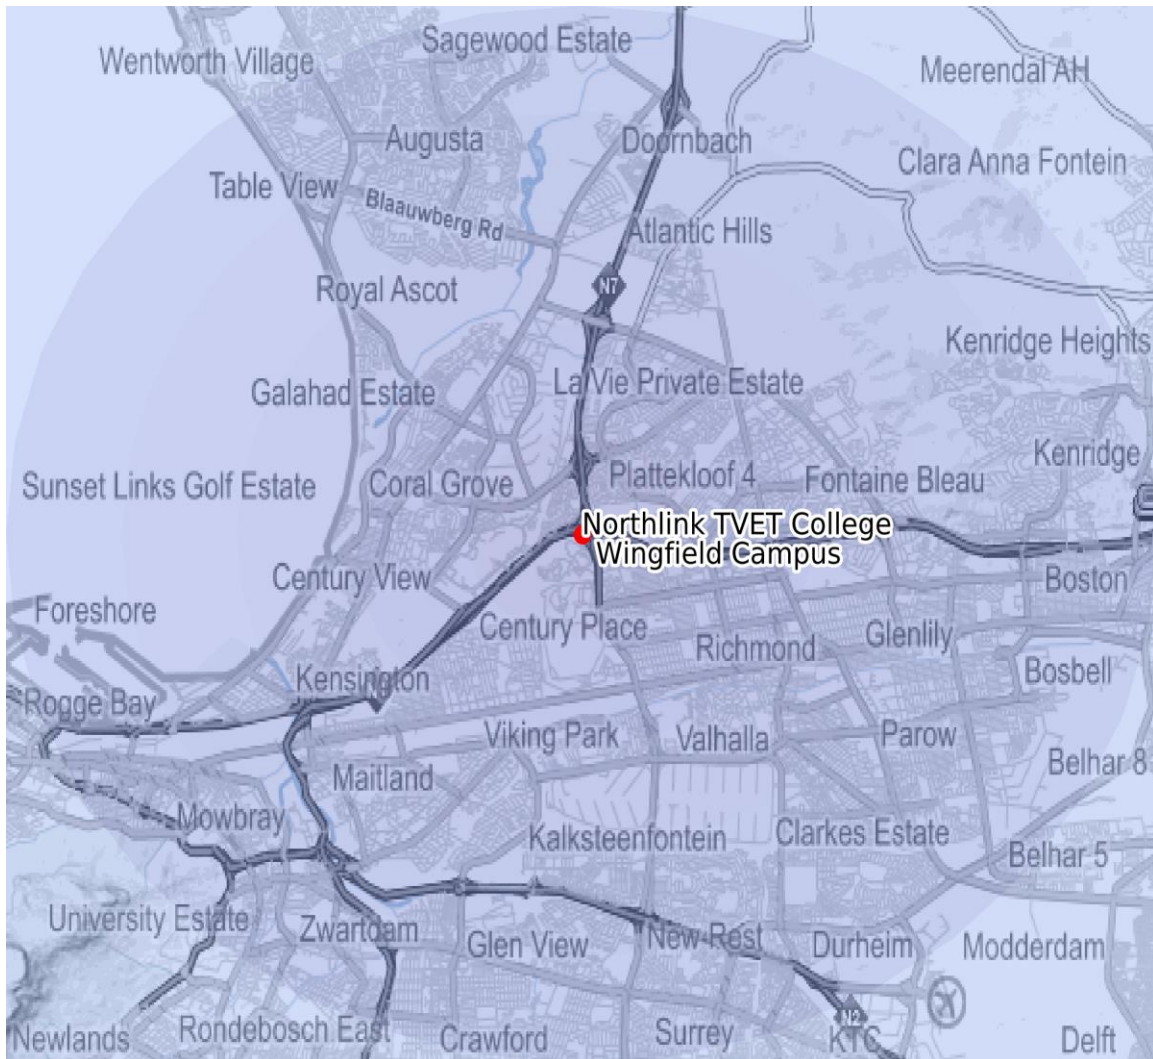 Sagewood Estate
Wentworth Village
Meerendal AH
Augusta
Doornbach
Clara Anna Fontein
Table View
Blaauwberg Rd
Atlantic Hills
Royal Ascot
N7
Kenridge Heights
La Vie Private Estate
Galahad Estate
Kenridge
Plattekloof 4
Fontaine Bleau
Sunset Links Golf Estate
Coral Grove
Northlink TVET College
Wingfield Campus
Century View
Boston
Foreshore
Century Place
Richmond
Glenlily
Bosbell
Kensington
Rogge Bay
Viking Park
Valhalla
Parow
Belhar 8
Maitland
Mowbray
Kalksteenfontein
Clarkes Estate
Belhar 5
University Estate
Zwartdam
Glen View
New Rest
Durheim
Modderdam
N2
Newlands
Rondebosch East
Crawford
Surrey
KTC
Delft